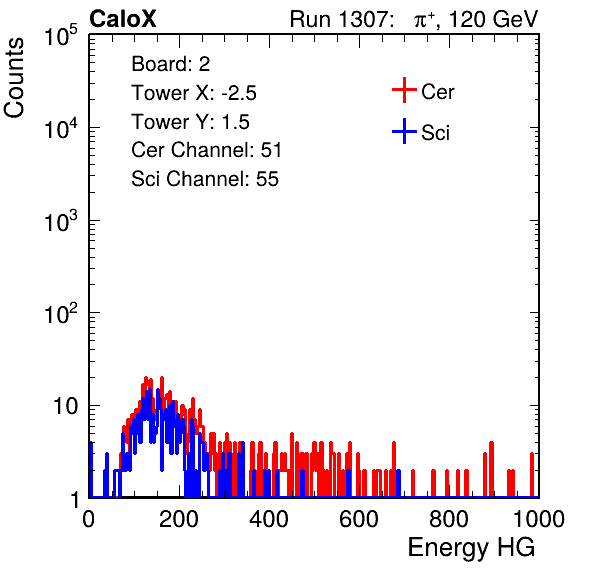 CaloX Run 1307: π⁺, 120 GeV
Counts
Board: 2
Tower X: -2.5
Tower Y: 1.5
Cer Channel: 51
Sci Channel: 55
Cer
Sci
10⁵
10⁴
10³
10²
10
1
0 200 400 600 800 1000
Energy HG